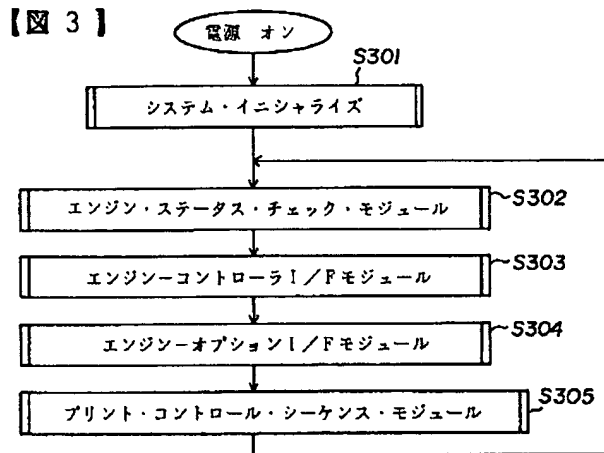 【図 3 】
電源 オン
S301
システム・イニシャライズ
エンジン・ステータス・チェック・モジュール
S302
エンジン-コントローラI/Fモジュール
S303
エンジン-オプションI/Fモジュール
S304
プリント・コントロール・シーケンス・モジュール
S305